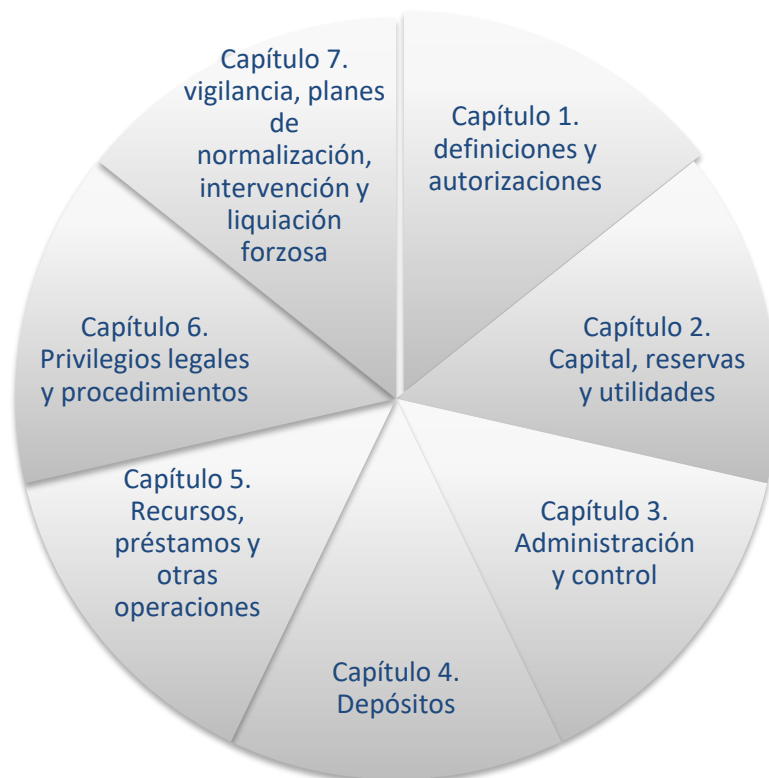 Capítulo 1.
definiciones y
autorizaciones
Capítulo 2.
Capital, reservas
y utilidades
Capítulo 3.
Administración
y control
Capítulo 4.
Depósitos
Capítulo 5.
Recursos,
préstamos y
otras
operaciones
Capítulo 6.
Privilegios legales
y procedimientos
Capítulo 7.
vigilancia, planes
de
normalización,
intervención y
liquiación
forzosa